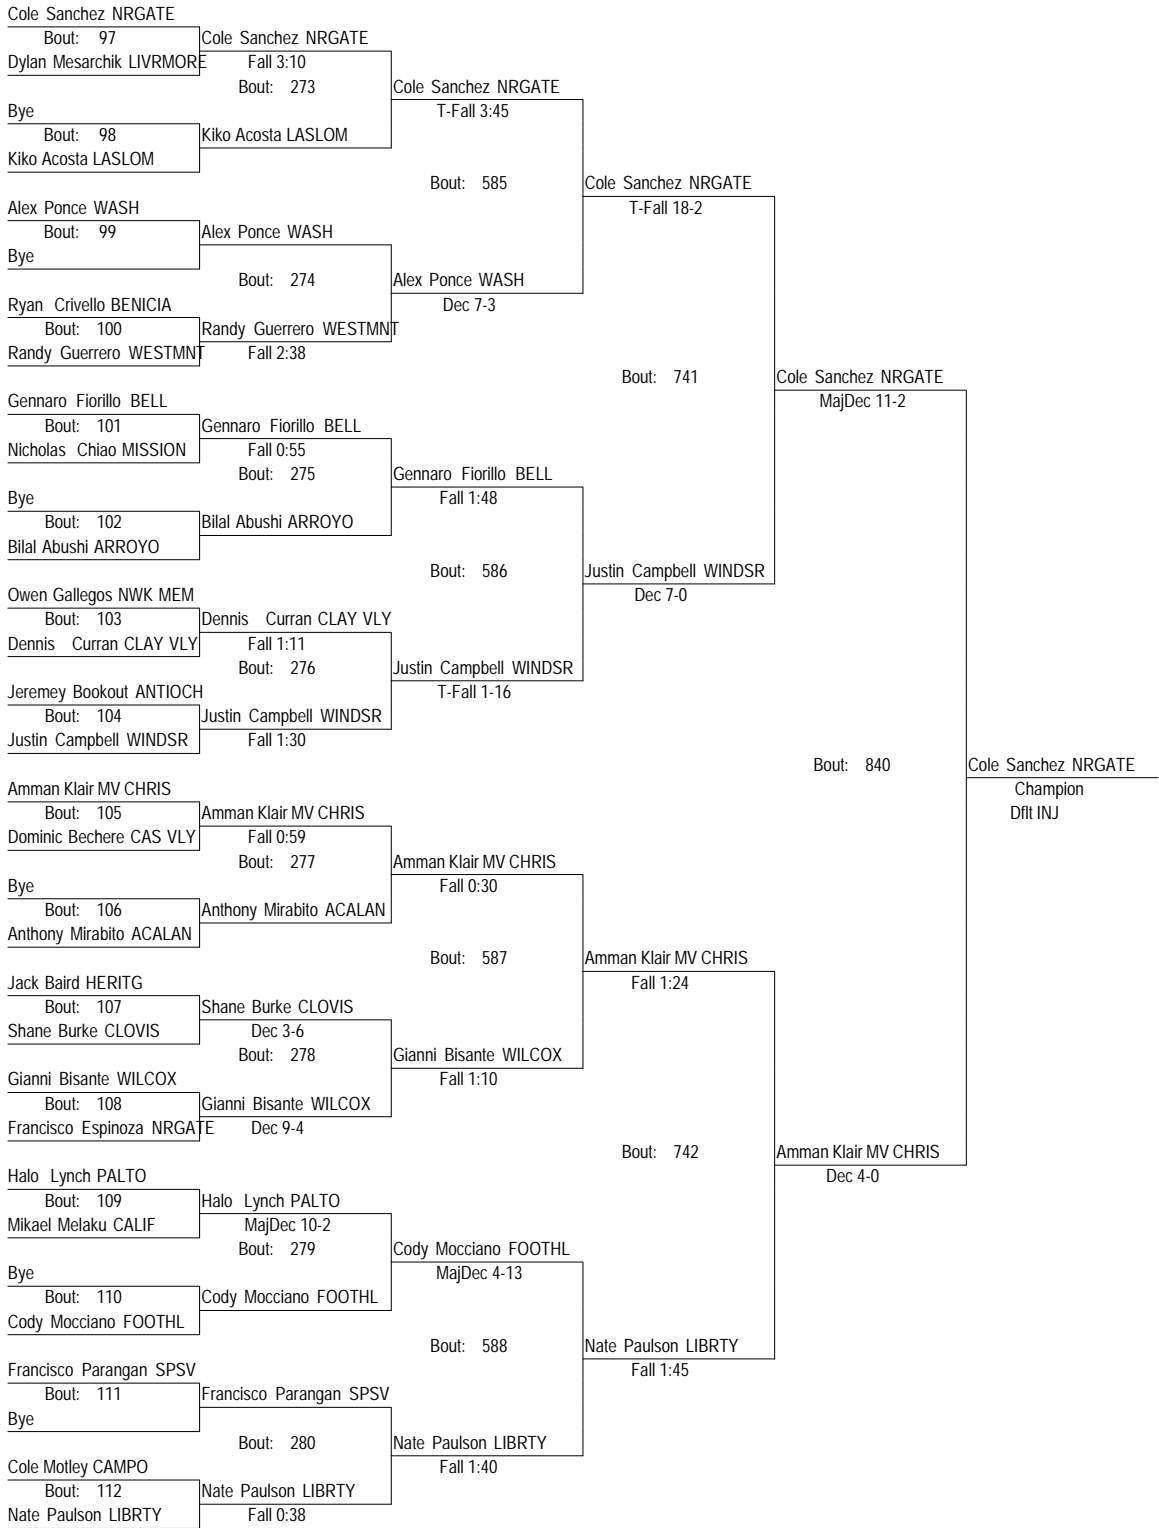 Cole Sanchez NRGATE
Bout: 97
Cole Sanchez NRGATE
Dylan Mesarchik LIVRMORE
Fall 3:10
Bout: 273
Cole Sanchez NRGATE
Bye
T-Fall 3:45
Bout: 98
Kiko Acosta LASLOM
Kiko Acosta LASLOM
Bout: 585
Cole Sanchez NRGATE
Alex Ponce WASH
T-Fall 18-2
Bout: 99
Alex Ponce WASH
Bye
Bout: 274
Alex Ponce WASH
Ryan Crivello BENICIA
Dec 7-3
Bout: 100
Randy Guerrero WESTMNT
Randy Guerrero WESTMNT
Fall 2:38
Bout: 741
Cole Sanchez NRGATE
Gennaro Fiorillo BELL
MajDec 11-2
Bout: 101
Gennaro Fiorillo BELL
Nicholas Chiao MISSION
Fall 0:55
Bout: 275
Gennaro Fiorillo BELL
Bye
Fall 1:48
Bout: 102
Bilal Abushi ARROYO
Bilal Abushi ARROYO
Bout: 586
Justin Campbell WINDSR
Owen Gallegos NWK MEM
Dec 7-0
Bout: 103
Dennis Curran CLAY VLY
Dennis Curran CLAY VLY
Fall 1:11
Bout: 276
Justin Campbell WINDSR
Jeremey Bookout ANTIOCH
T-Fall 1-16
Bout: 104
Justin Campbell WINDSR
Justin Campbell WINDSR
Fall 1:30
Bout: 840
Cole Sanchez NRGATE
Amman Klair MV CHRIS
Champion
Bout: 105
Amman Klair MV CHRIS
Dflt INJ
Dominic Bechere CAS VLY
Fall 0:59
Bout: 277
Amman Klair MV CHRIS
Bye
Fall 0:30
Bout: 106
Anthony Mirabito ACALAN
Anthony Mirabito ACALAN
Bout: 587
Amman Klair MV CHRIS
Jack Baird HERITG
Fall 1:24
Bout: 107
Shane Burke CLOVIS
Shane Burke CLOVIS
Dec 3-6
Bout: 278
Gianni Bisante WILCOX
Gianni Bisante WILCOX
Fall 1:10
Bout: 108
Gianni Bisante WILCOX
Francisco Espinoza NRGATE
Dec 9-4
Bout: 742
Amman Klair MV CHRIS
Halo Lynch PALTO
Dec 4-0
Bout: 109
Halo Lynch PALTO
Mikael Melaku CALIF
MajDec 10-2
Bout: 279
Cody Mocciano FOOTHL
Bye
MajDec 4-13
Bout: 110
Cody Mocciano FOOTHL
Cody Mocciano FOOTHL
Bout: 588
Nate Paulson LIBRTY
Francisco Parangan SPSV
Fall 1:45
Bout: 111
Francisco Parangan SPSV
Bye
Bout: 280
Nate Paulson LIBRTY
Cole Motley CAMPO
Fall 1:40
Bout: 112
Nate Paulson LIBRTY
Nate Paulson LIBRTY
Fall 0:38